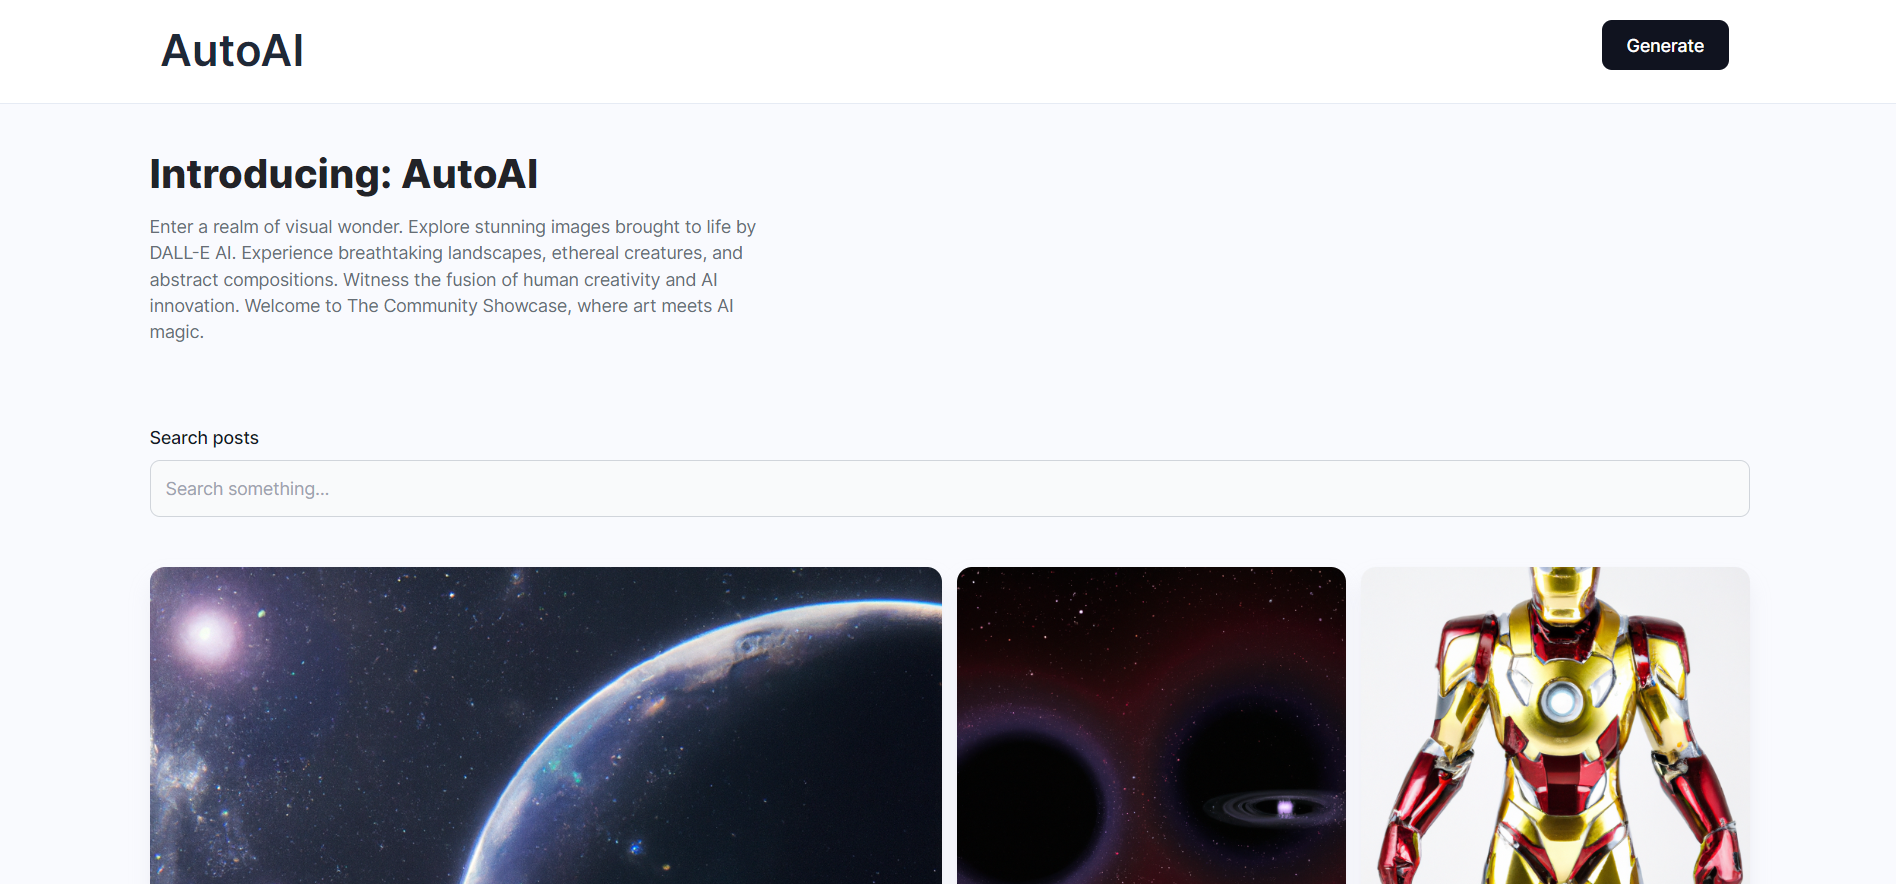 AutoAI
Generate
Introducing: AutoAI
Enter a realm of visual wonder. Explore stunning images brought to life by
DALL-E AI. Experience breathtaking landscapes, ethereal creatures, and
abstract compositions. Witness the fusion of human creativity and AI
innovation. Welcome to The Community Showcase, where art meets AI
magic.
Search posts
Search something...